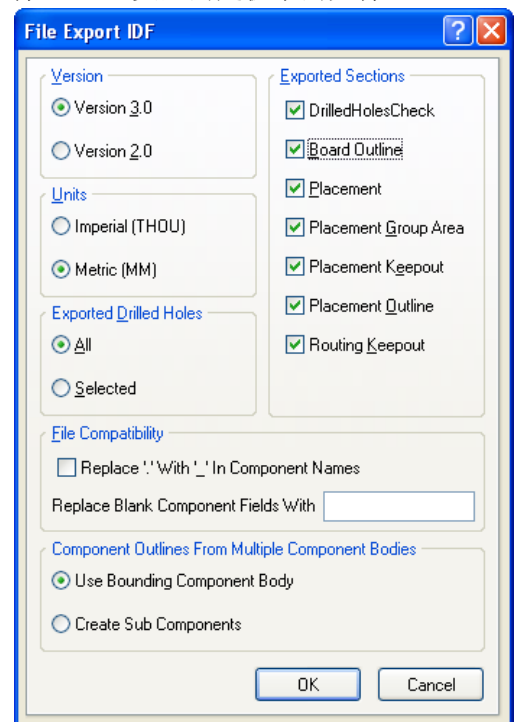 File Export IDF
Version
Version 3.0
Version 2.0
Units
Imperial (THOU)
Metric (MM)
Exported Drilled Holes
All
Selected
Exported Sections
DrilledHolesCheck
Board Outline
Placement
Placement Group Area
Placement Keepout
Placement Outline
Routing Keepout
File Compatibility
Replace '.' With '_' In Component Names
Replace Blank Component Fields With
Component Outlines From Multiple Component Bodies
Use Bounding Component Body
Create Sub Components
OK
Cancel